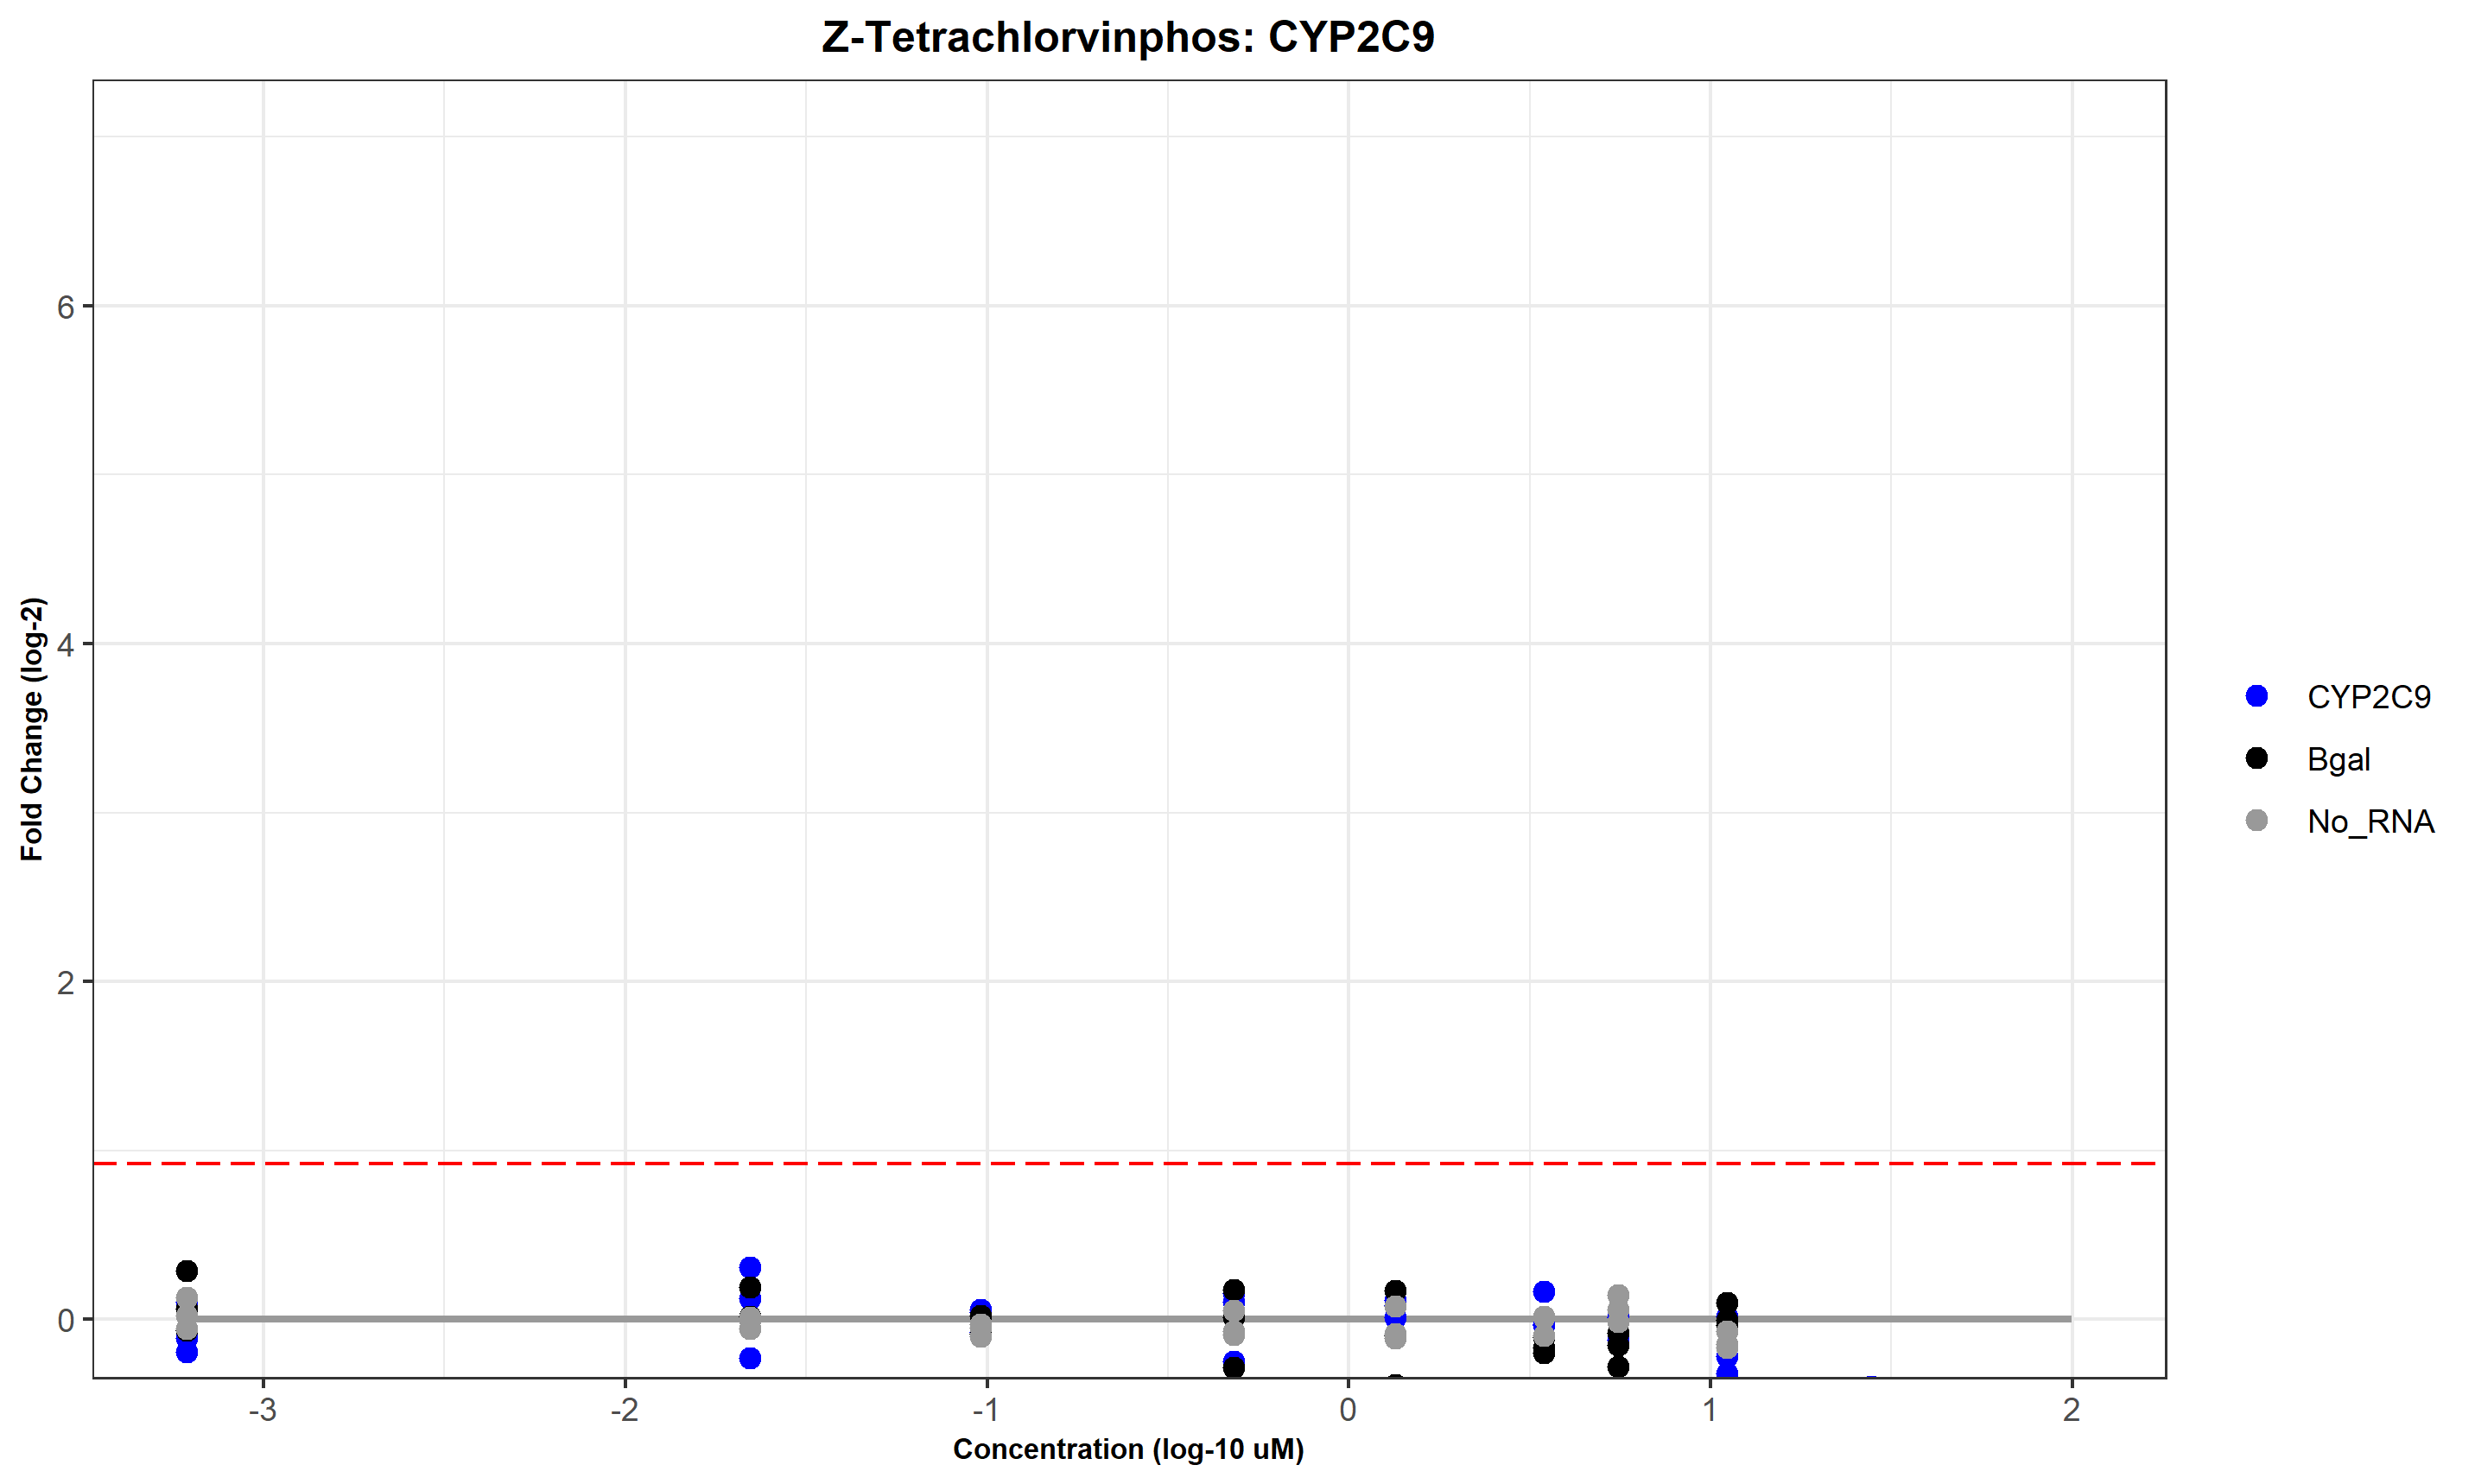 Z-Tetrachlorvinphos: CYP2C9
Fold Change (log-2)
6
4
2
0
-3
-2
-1
0
1
2
Concentration (log-10 uM)
CYP2C9
Bgal
No_RNA